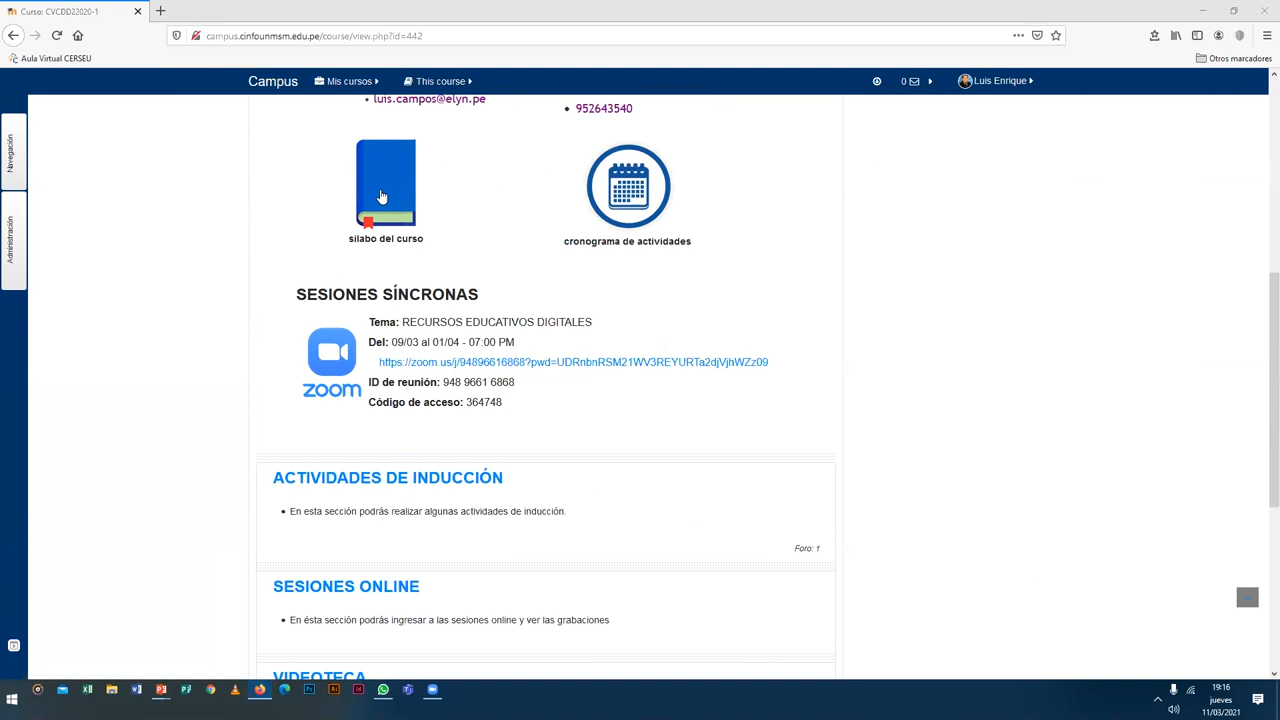 Curso: CVCDD22020-1
campus.cinfounmsm.edu.pe/course/view.php?id=442
Aula Virtual CERSEU
Otros marcadores
Campus
Mis cursos
This course
0
Luis Enrique
Navegación
Administración
luis.campos@elyn.pe
952643540
sílabo del curso
cronograma de actividades
SESIONES SÍNCRONAS
Tema: RECURSOS EDUCATIVOS DIGITALES
Del: 09/03 al 01/04 - 07:00 PM
https://zoom.us/j/94896616868?pwd=UDRnbnRSM21WV3REYURTa2djVjhWZz09
zoom
ID de reunión: 948 9661 6868
Código de acceso: 364748
ACTIVIDADES DE INDUCCIÓN
En esta sección podrás realizar algunas actividades de inducción.
Foro: 1
SESIONES ONLINE
En ésta sección podrás ingresar a las sesiones online y ver las grabaciones
VIDEOTECA
19:16
jueves
11/03/2021